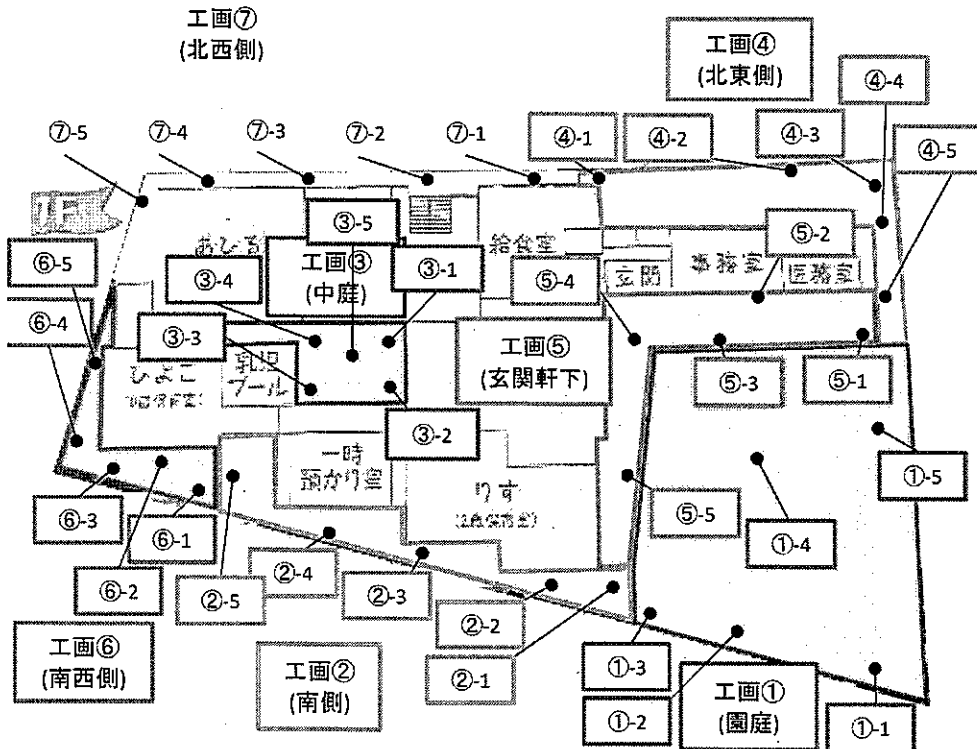 工画⑦
(北西側)
工画④
(北東側)
④-4
⑦-5
⑦-4
⑦-3
⑦-2
⑦-1
④-1
④-2
④-3
④-5
1F
③-5
⑤-2
あひる
給食室
⑥-5
③-4
工画③
(中庭)
③-1
⑤-4
玄関
事務室
医務室
⑥-4
③-3
工画⑤
(玄関軒下)
ひよこ
乳児
プール
⑤-3
⑤-1
③-2
一時
預かり室
りす
①-5
⑥-3
⑥-1
⑤-5
①-4
⑥-2
②-5
②-4
②-3
②-2
工画⑥
(南西側)
工画②
(南側)
②-1
①-3
①-2
工画①
(園庭)
①-1